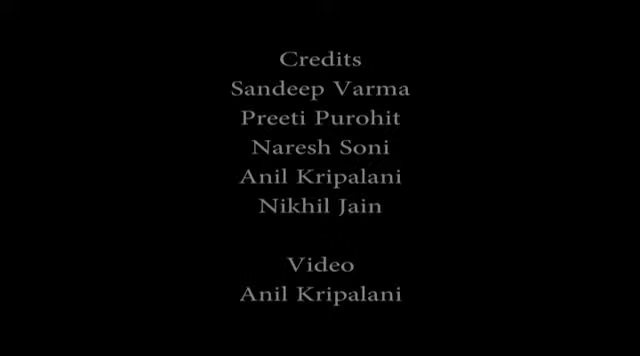 Credits
Sandeep Varma
Preeti Purohit
Naresh Soni
Anil Kripalani
Nikhil Jain
Video
Anil Kripalani